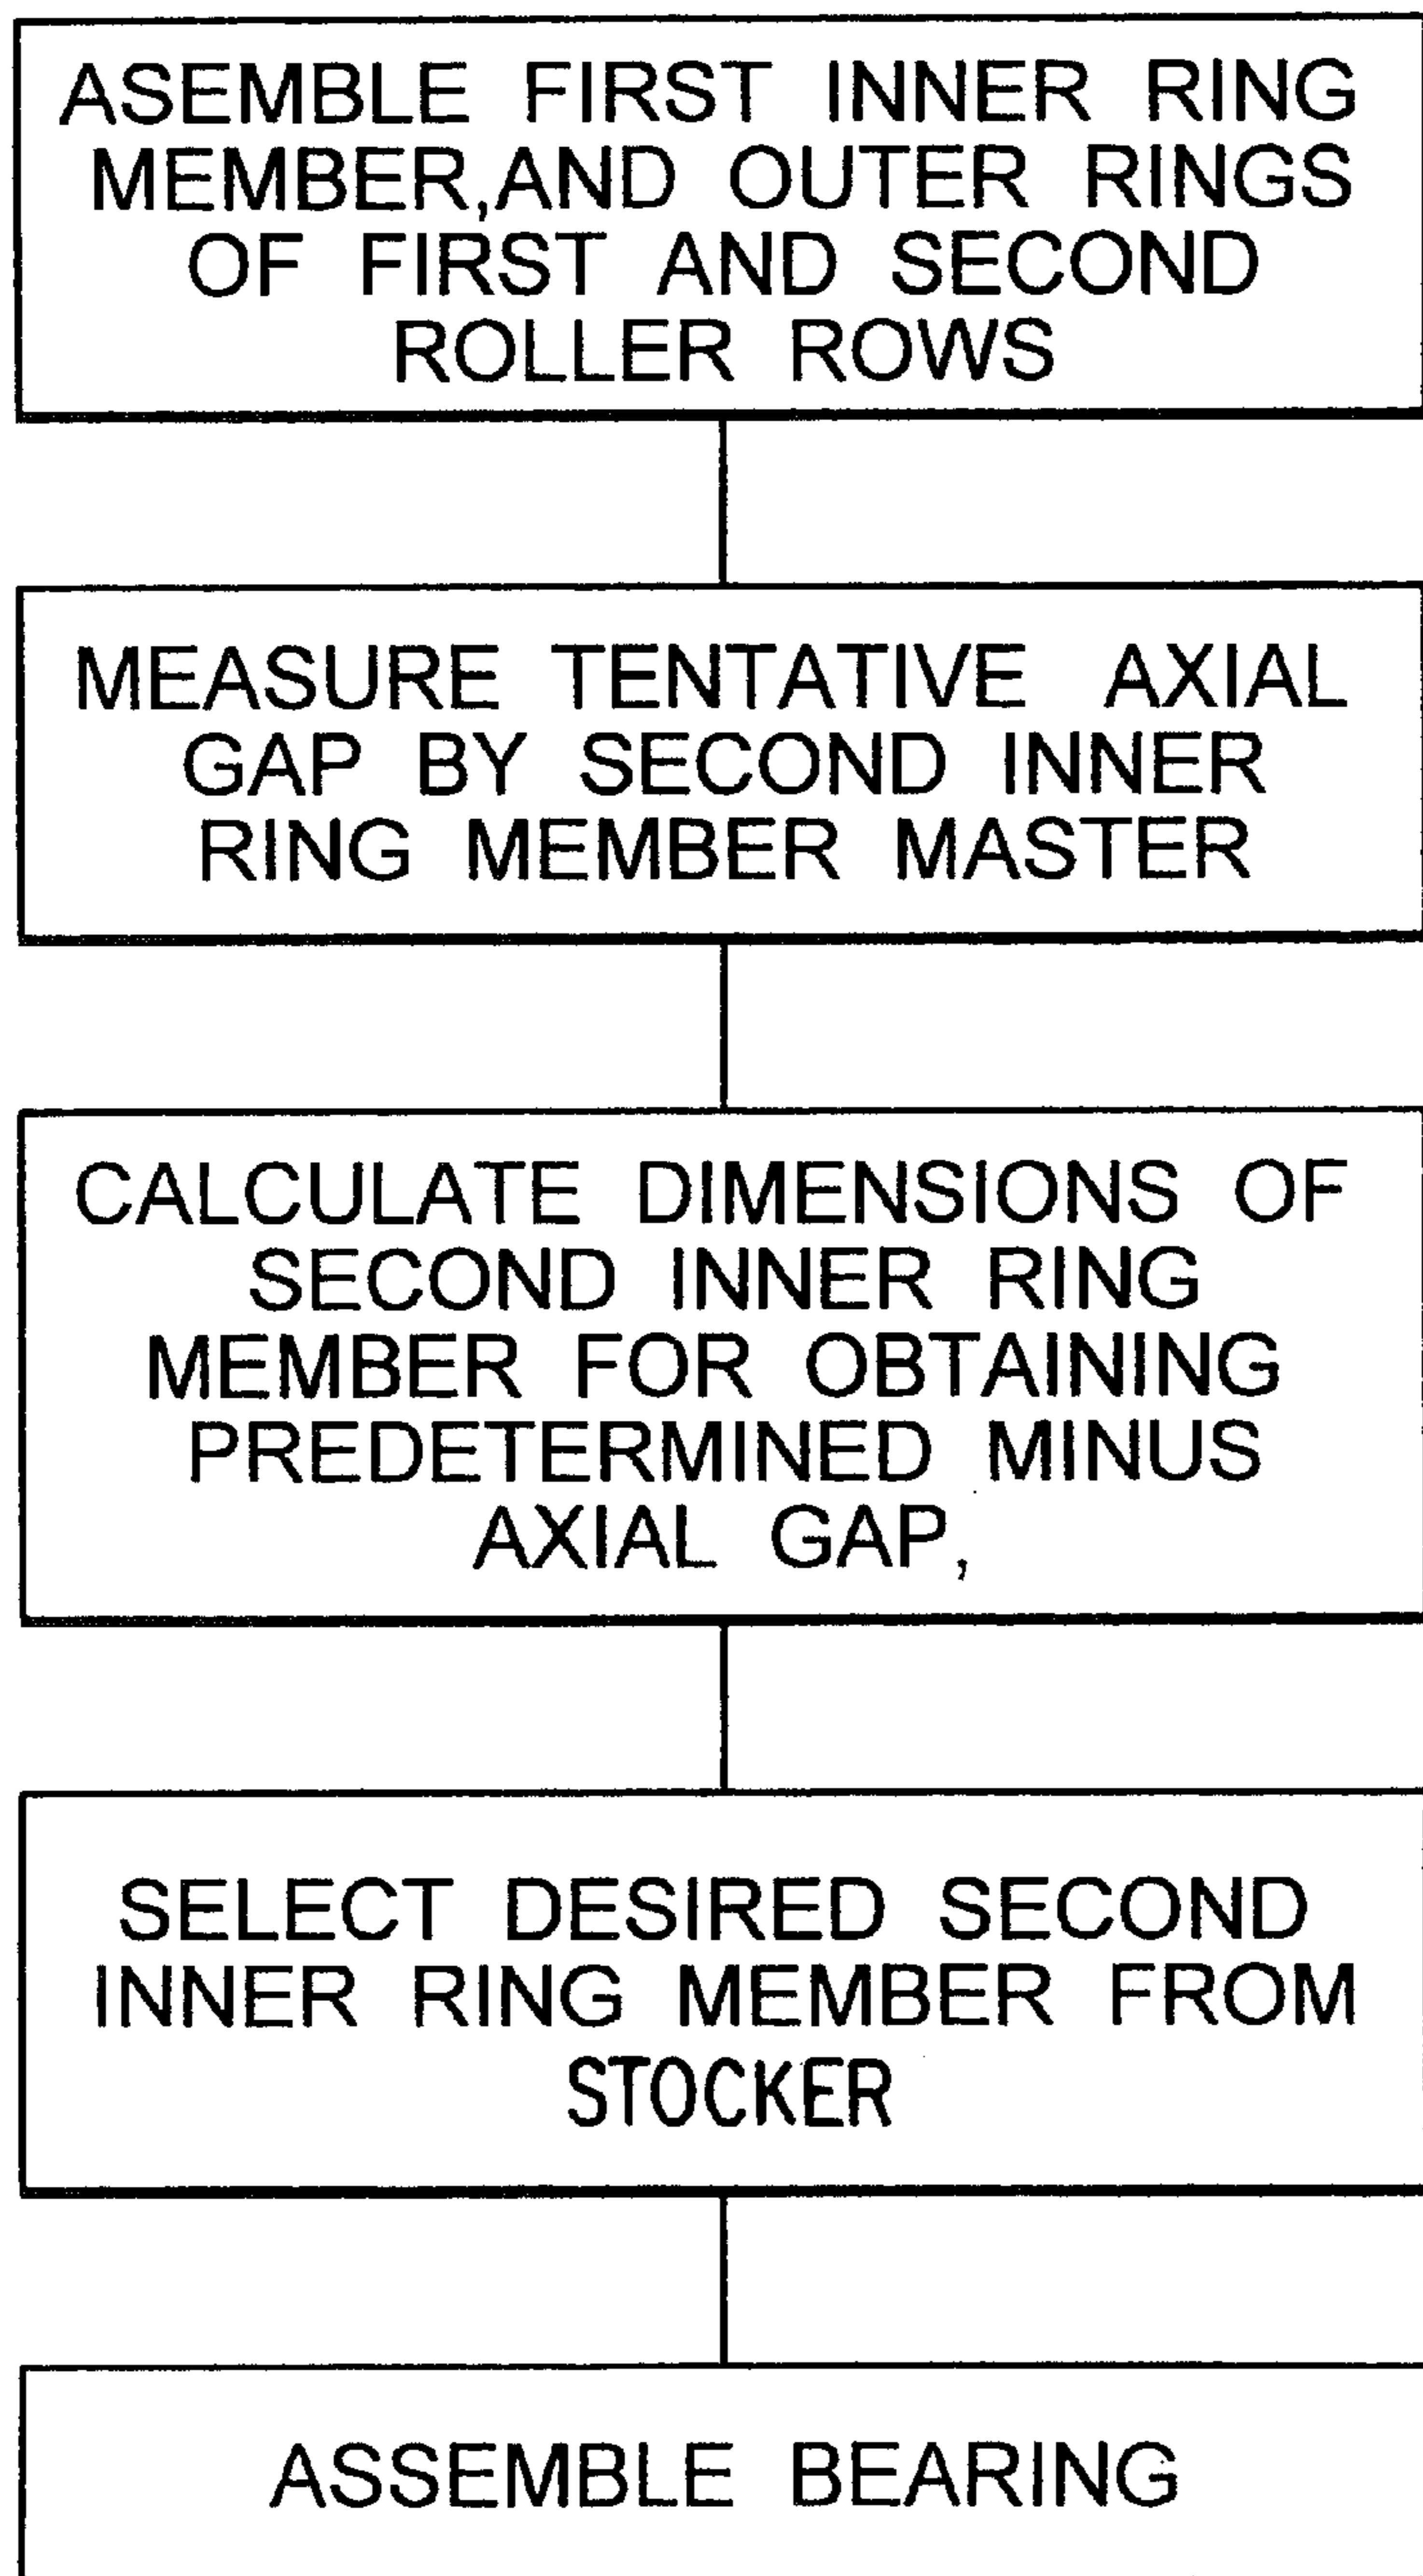 ASEMBLE FIRST INNER RING
MEMBER,AND OUTER RINGS
OF FIRST AND SECOND
ROLLER ROWS
MEASURE TENTATIVE AXIAL
GAP BY SECOND INNER
RING MEMBER MASTER
CALCULATE DIMENSIONS OF
SECOND INNER RING
MEMBER FOR OBTAINING
PREDETERMINED MINUS
AXIAL GAP,
SELECT DESIRED SECOND
INNER RING MEMBER FROM
STOCKER
ASSEMBLE BEARING